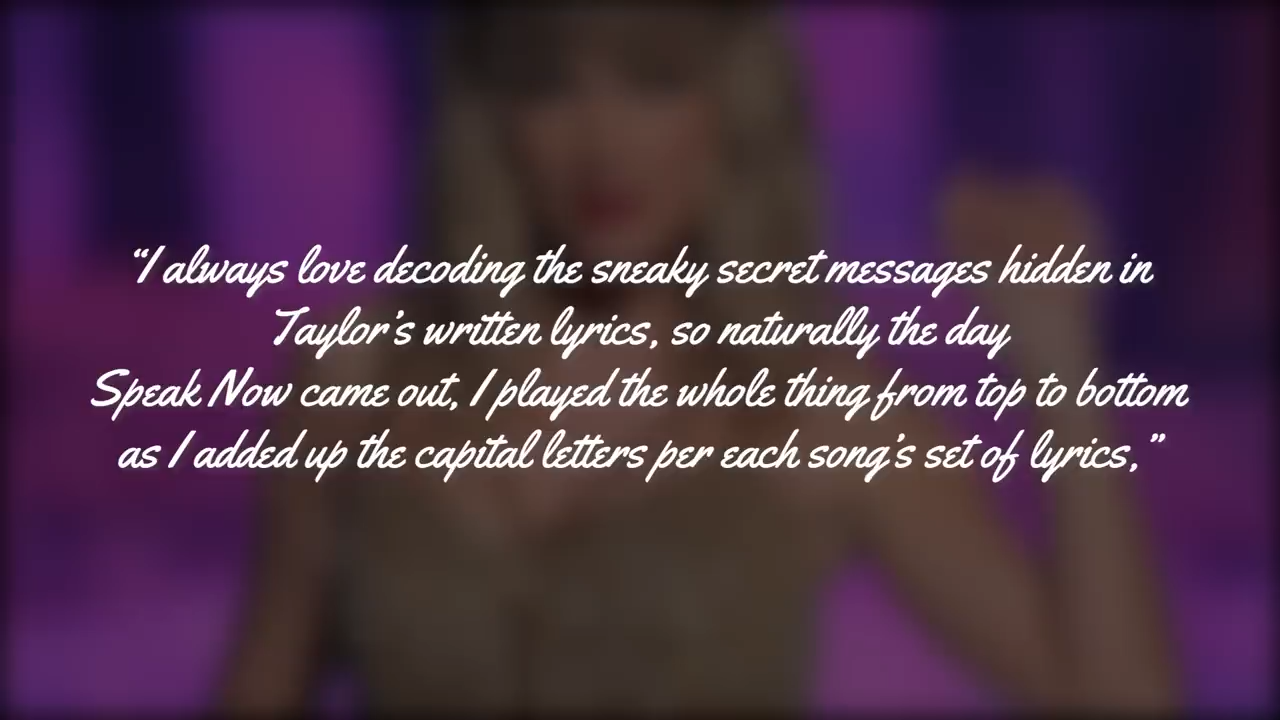 “I always love decoding the sneaky secret messages hidden in
Taylor’s written lyrics, so naturally the day
Speak Now came out, I played the whole thing from top to bottom
as I added up the capital letters per each song’s set of lyrics,”